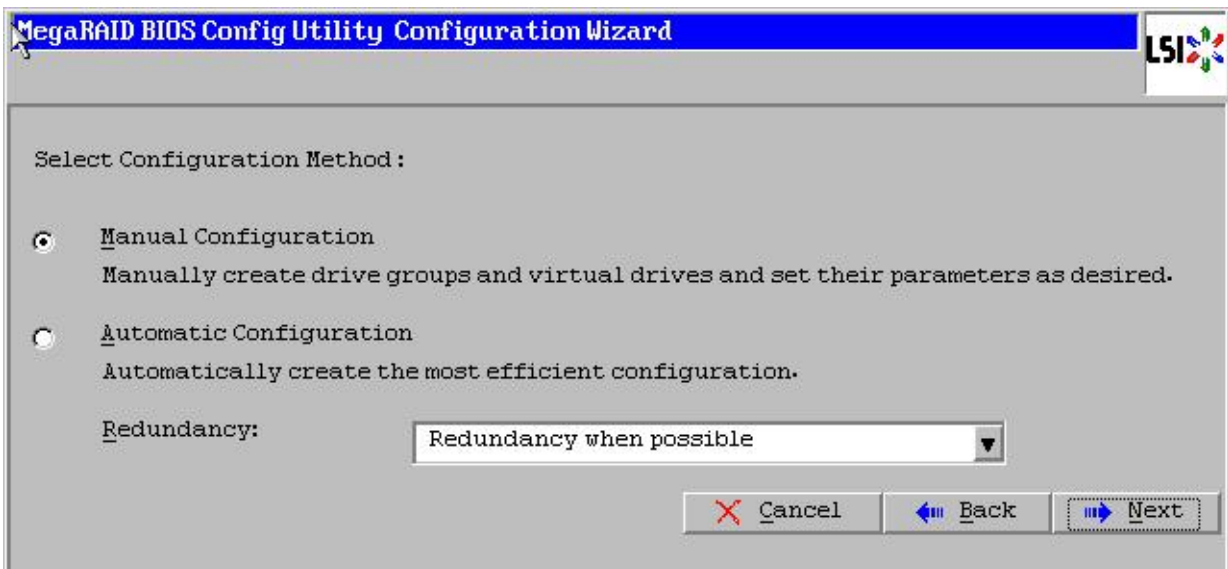 MegaRAID BIOS Config Utility Configuration Wizard
LSI
Select Configuration Method:
Manual Configuration
Manually create drive groups and virtual drives and set their parameters as desired.
Automatic Configuration
Automatically create the most efficient configuration.
Redundancy: Redundancy when possible
Cancel Back Next